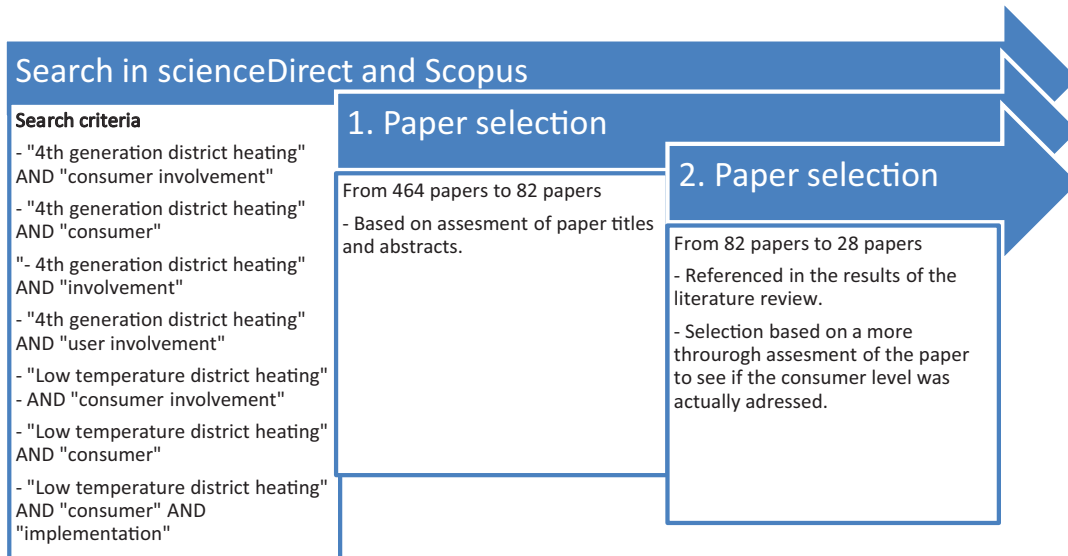 Search in scienceDirect and Scopus
Search criteria
- "4th generation district heating"
AND "consumer involvement"
- "4th generation district heating"
AND "consumer"
"- 4th generation district heating"
AND "involvement"
- "4th generation district heating"
AND "user involvement"
- "Low temperature district heating"
- AND "consumer involvement"
- "Low temperature district heating"
AND "consumer"
- "Low temperature district heating"
AND "consumer" AND
"implementation"
1. Paper selection
From 464 papers to 82 papers
- Based on assesment of paper titles
and abstracts.
2. Paper selection
From 82 papers to 28 papers
- Referenced in the results of the
literature review.
- Selection based on a more
throurogh assesment of the paper
to see if the consumer level was
actually adressed.